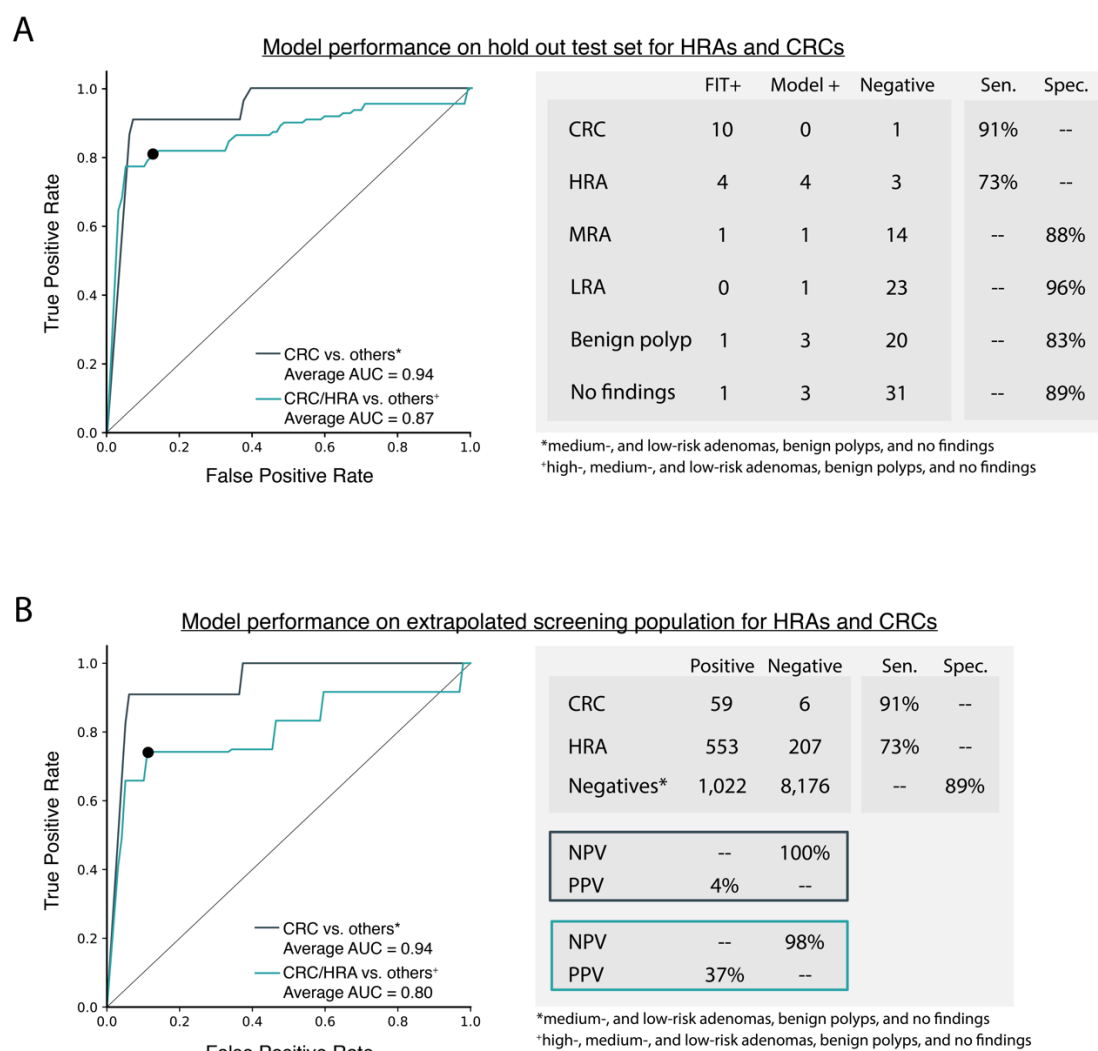 A
Model performance on hold out test set for HRAs and CRCs
True Positive Rate
1.0
0.8
0.6
0.4
0.2
0.0
0.0 0.2 0.4 0.6 0.8 1.0
False Positive Rate
CRC vs. others*
Average AUC = 0.94
CRC/HRA vs. others+
Average AUC = 0.87
FIT+ Model + Negative Sen. Spec.
CRC 10 0 1 91% --
HRA 4 4 3 73% --
MRA 1 1 14 -- 88%
LRA 0 1 23 -- 96%
Benign polyp 1 3 20 -- 83%
No findings 1 3 31 -- 89%
*medium-, and low-risk adenomas, benign polyps, and no findings
+high-, medium-, and low-risk adenomas, benign polyps, and no findings
B
Model performance on extrapolated screening population for HRAs and CRCs
True Positive Rate
1.0
0.8
0.6
0.4
0.2
0.0
0.0 0.2 0.4 0.6 0.8 1.0
False Positive Rate
CRC vs. others*
Average AUC = 0.94
CRC/HRA vs. others+
Average AUC = 0.80
Positive Negative Sen. Spec.
CRC 59 6 91% --
HRA 553 207 73% --
Negatives* 1,022 8,176 -- 89%
NPV -- 100%
PPV 4% --
NPV -- 98%
PPV 37% --
*medium-, and low-risk adenomas, benign polyps, and no findings
+high-, medium-, and low-risk adenomas, benign polyps, and no findings